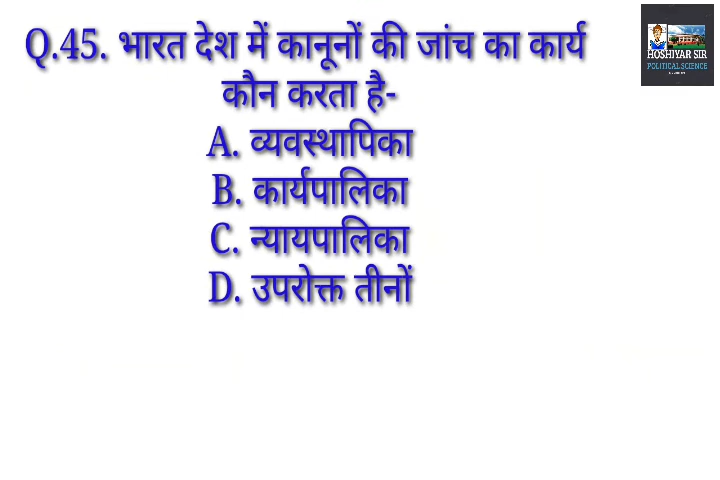 Q.45. भारत देश में कानूनों की जांच का कार्य
कौन करता है-
A. व्यवस्थापिका
B. कार्यपालिका
C. न्यायपालिका
D. उपरोक्त तीनों
HOSHIYAR SIR
POLITICAL SCIENCE